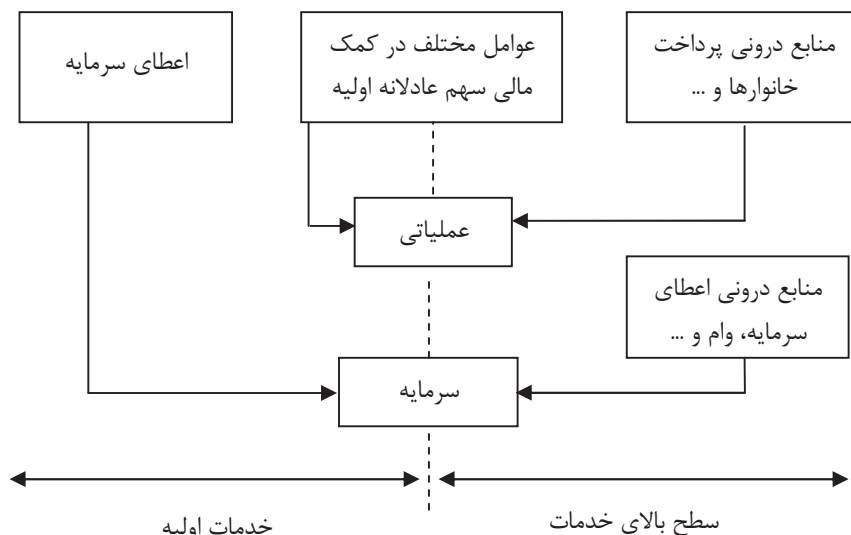 منابع درونی پرداخت
خانوارها و ...
عوامل مختلف در کمک
مالی سهم عادلانه اولیه
اعطای سرمایه
عملیاتی
منابع درونی اعطای
سرمایه، وام و ...
سرمایه
سطح بالای خدمات
خدمات اولیه